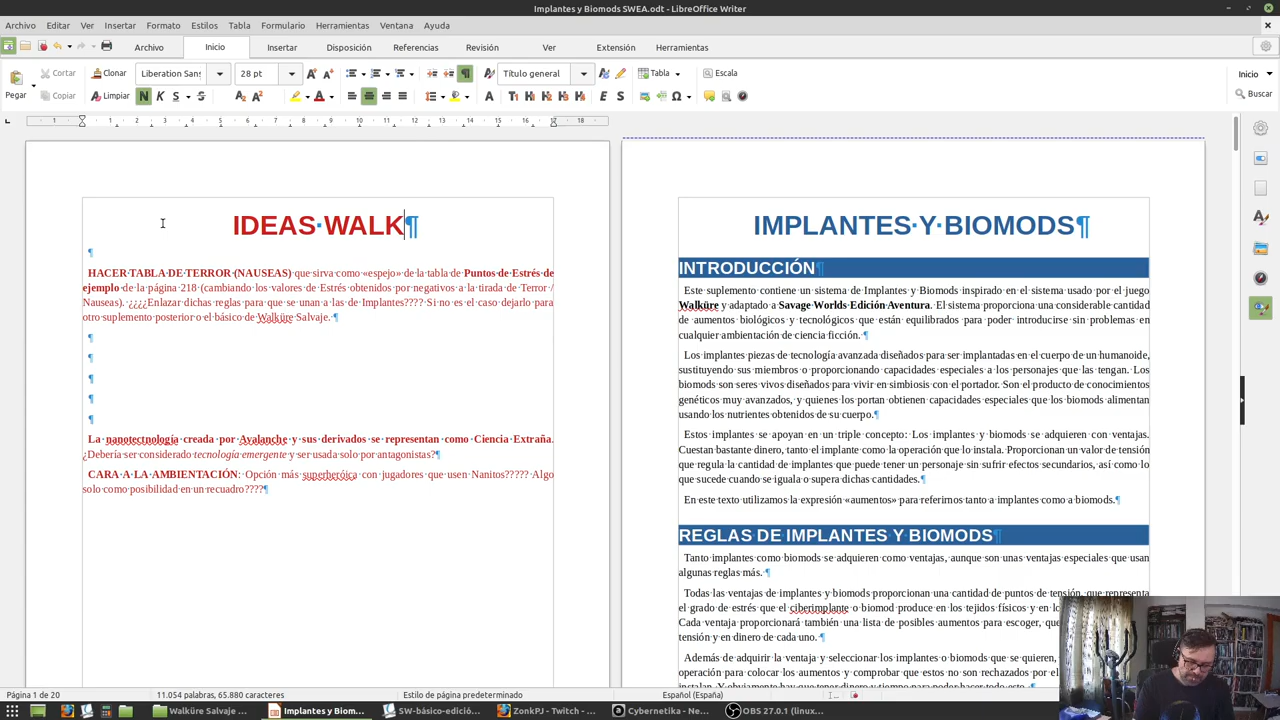 Implantes y Biomods SWEA.odt - LibreOffice Writer
Archivo Editar Ver Insertar Formato Estilos Tabla Formulario Herramientas Ventana Ayuda
Archivo Inicio Insertar Disposición Referencias Revisión Ver Extensión Herramientas
Cortar Clonar Liberation Sans 28 pt Título general Tabla Escala Inicio
Pegar Copiar Limpiar Buscar
1 1 2 3 4 5 6 7 8 9 10 11 12 13 14 15 16 17 18
IDEAS WALK¶
¶
HACER TABLA DE TERROR (NAUSEAS) que sirva como «espejo» de la tabla de Puntos de Estrés de
ejemplo de la página 218 (cambiando los valores de Estrés obtenidos por negativos a la tirada de Terror /
Nauseas). ¿¿¿¿Enlazar dichas reglas para que se unan a las de Implantes???? Si no es el caso dejarlo para
otro suplemento posterior o el básico de Walküre Salvaje. ¶
¶
¶
¶
¶
¶
La nanotectnología creada por Avalanche y sus derivados se representan como Ciencia Extraña.
¿Debería ser considerado tecnología emergente y ser usada solo por antagonistas?¶
CARA A LA AMBIENTACIÓN: Opción más superheróica con jugadores que usen Nanitos????? Algo
solo como posibilidad en un recuadro????¶
IMPLANTES Y BIOMODS¶
INTRODUCCIÓN¶
Este suplemento contiene un sistema de Implantes y Biomods inspirado en el sistema usado por el juego
Walküre y adaptado a Savage Worlds Edición Aventura. El sistema proporciona una considerable cantidad
de aumentos biológicos y tecnológicos que están equilibrados para poder introducirse sin problemas en
cualquier ambientación de ciencia ficción. ¶
Los implantes piezas de tecnología avanzada diseñados para ser implantadas en el cuerpo de un humanoide,
sustituyendo sus miembros o proporcionando capacidades especiales a los personajes que las tengan. Los
biomods son seres vivos diseñados para vivir en simbiosis con el portador. Son el producto de conocimientos
genéticos muy avanzados, y quienes los portan obtienen capacidades especiales que los biomods alimentan
usando los nutrientes obtenidos de su cuerpo.¶
Estos implantes se apoyan en un triple concepto: Los implantes y biomods se adquieren con ventajas.
Cuestan bastante dinero, tanto el implante como la operación que lo instala. Proporcionan un valor de tensión
que regula la cantidad de implantes que puede tener un personaje sin sufrir efectos secundarios, así como lo
que sucede cuando se iguala o supera dichas cantidades.¶
En este texto utilizamos la expresión «aumentos» para referirnos tanto a implantes como a biomods.¶
REGLAS DE IMPLANTES Y BIOMODS¶
Tanto implantes como biomods se adquieren como ventajas, aunque son unas ventajas especiales que usan
algunas reglas más. ¶
Todas las ventajas de implantes y biomods proporcionan una cantidad de puntos de tensión, que representa
el grado de estrés que el ciberimplante o biomod produce en los tejidos físicos y en lo
Cada ventaja proporcionará también una lista de posibles aumentos para escoger, que
tensión y en dinero de cada uno. ¶
Además de adquirir la ventaja y seleccionar los implantes o biomods que se quieren,
operación para colocar los aumentos y comprobar que estos no son rechazados por el
Página 1 de 20 11.054 palabras, 65.880 caracteres Estilo de página predeterminado Español (España)
Walküre Salvaje ... Implantes y Biom... SW-básico-edició... ZonkPJ - Twitch - ... Cybernetika - Ne... OBS 27.0.1 (linux...